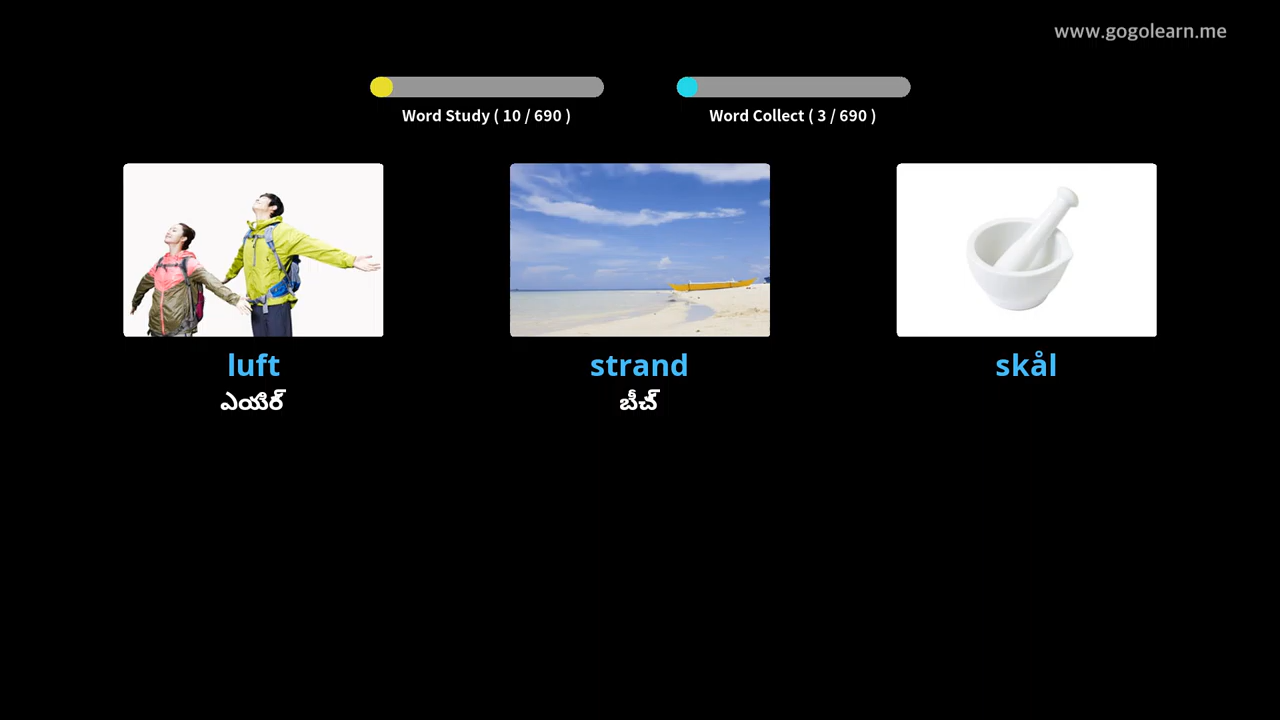 www.gogolearn.me
Word Study ( 10 / 690 )
Word Collect ( 3 / 690 )
luft
strand
skål
ఎయిర్
బీచ్